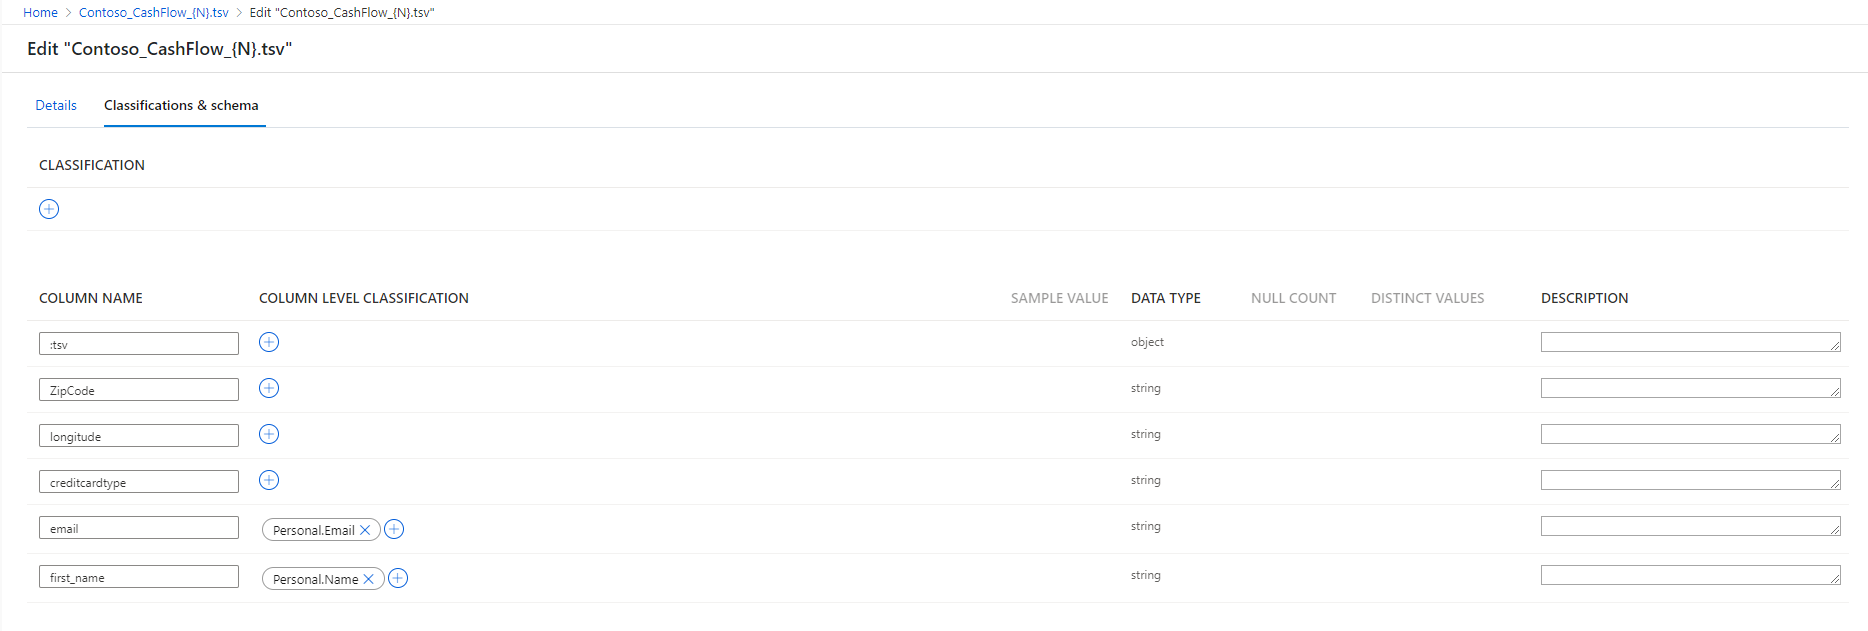 Home > Contoso_CashFlow_{N}.tsv > Edit "Contoso_CashFlow_{N}.tsv"
Edit "Contoso_CashFlow_{N}.tsv"
Details Classifications & schema
CLASSIFICATION
COLUMN NAME COLUMN LEVEL CLASSIFICATION SAMPLE VALUE DATA TYPE NULL COUNT DISTINCT VALUES DESCRIPTION
:tsv object
ZipCode string
longitude string
creditcardtype string
email Personal.Email string
first_name Personal.Name string